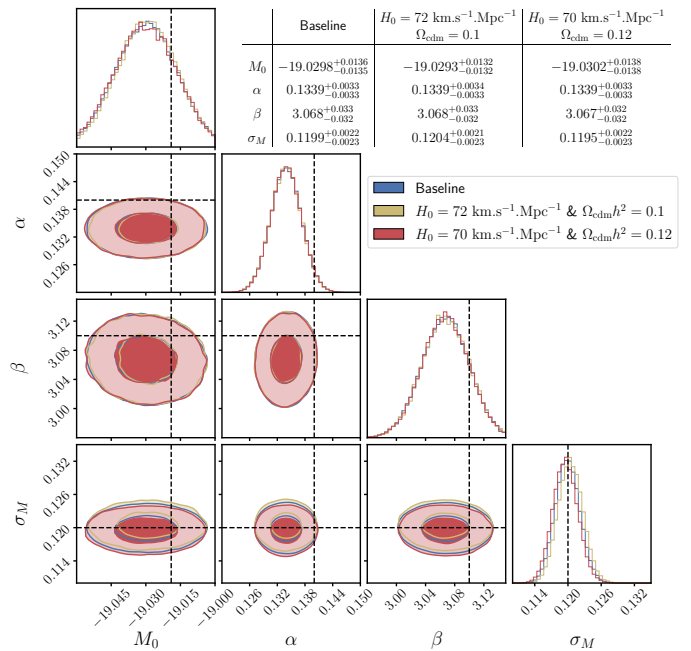 Baseline
H₀ = 72 km.s⁻¹.Mpc⁻¹
Ω_cdm = 0.1
H₀ = 70 km.s⁻¹.Mpc⁻¹
Ω_cdm = 0.12
M₀ −19.0298 +0.0136 −0.0135 −19.0293 +0.0132 −0.0132 −19.0302 +0.0138 −0.0138
α 0.1339 +0.0033 −0.0033 0.1339 +0.0034 −0.0033 0.1339 +0.0033 −0.0033
β 3.068 +0.033 −0.032 3.068 +0.033 −0.032 3.067 +0.032 −0.032
σ_M 0.1199 +0.0022 −0.0023 0.1204 +0.0021 −0.0023 0.1195 +0.0022 −0.0023
Baseline
H₀ = 72 km.s⁻¹.Mpc⁻¹ & Ω_cdm h² = 0.1
H₀ = 70 km.s⁻¹.Mpc⁻¹ & Ω_cdm h² = 0.12
α
0.150
0.144
0.138
0.132
0.126
β
3.12
3.08
3.04
3.00
σ_M
0.132
0.126
0.120
0.114
−19.045 −19.030 −19.015 −19.000
0.126 0.132 0.138 0.144 0.150
3.00 3.04 3.08 3.12
0.114 0.120 0.126 0.132
M₀ α β σ_M